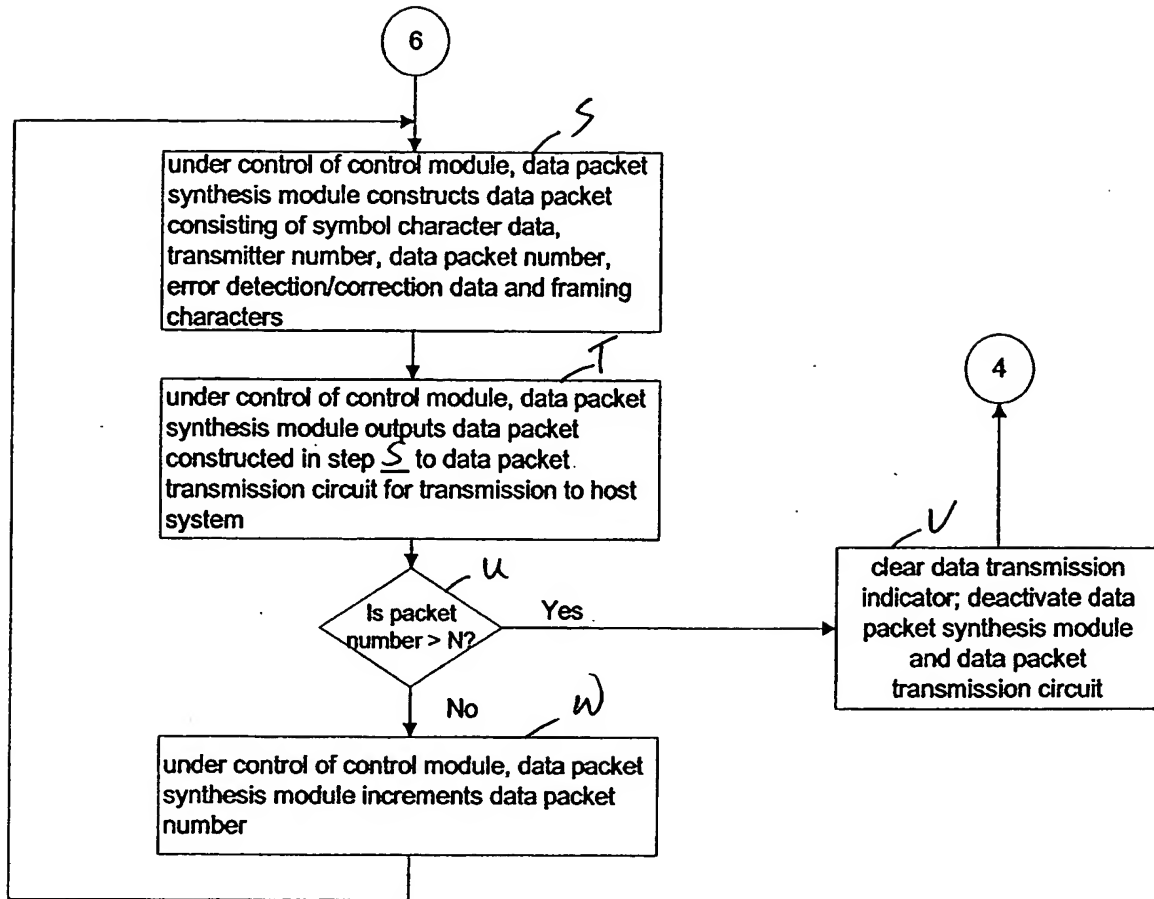 6
S
under control of control module, data packet
synthesis module constructs data packet
consisting of symbol character data,
transmitter number, data packet number,
error detection/correction data and framing
characters
T
under control of control module, data packet
synthesis module outputs data packet
constructed in step S to data packet
transmission circuit for transmission to host
system
U
Is packet
number > N?
Yes
No
W
under control of control module, data packet
synthesis module increments data packet
number
4
V
clear data transmission
indicator; deactivate data
packet synthesis module
and data packet
transmission circuit